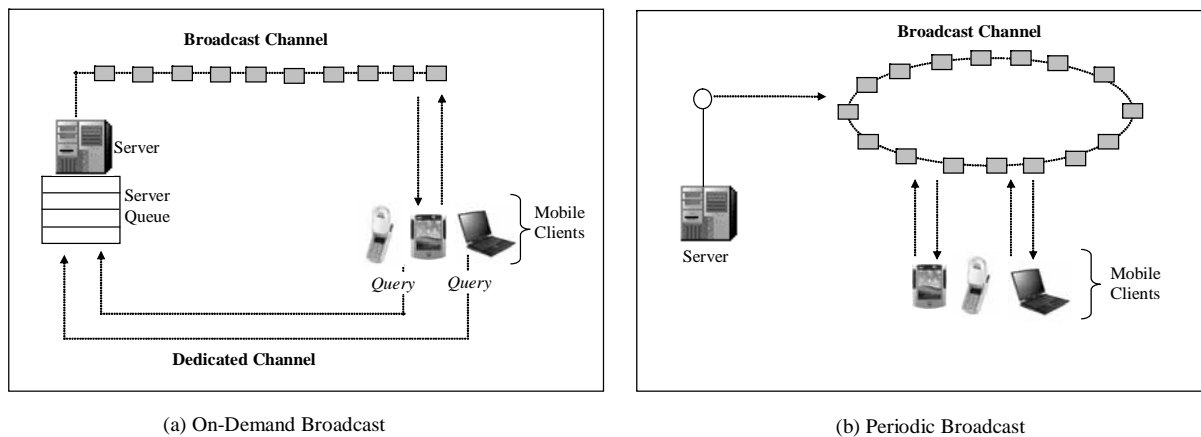 Broadcast Channel
Server
Server
Queue
Mobile
Clients
Query
Query
Dedicated Channel
(a) On-Demand Broadcast
Broadcast Channel
Server
Mobile
Clients
(b) Periodic Broadcast